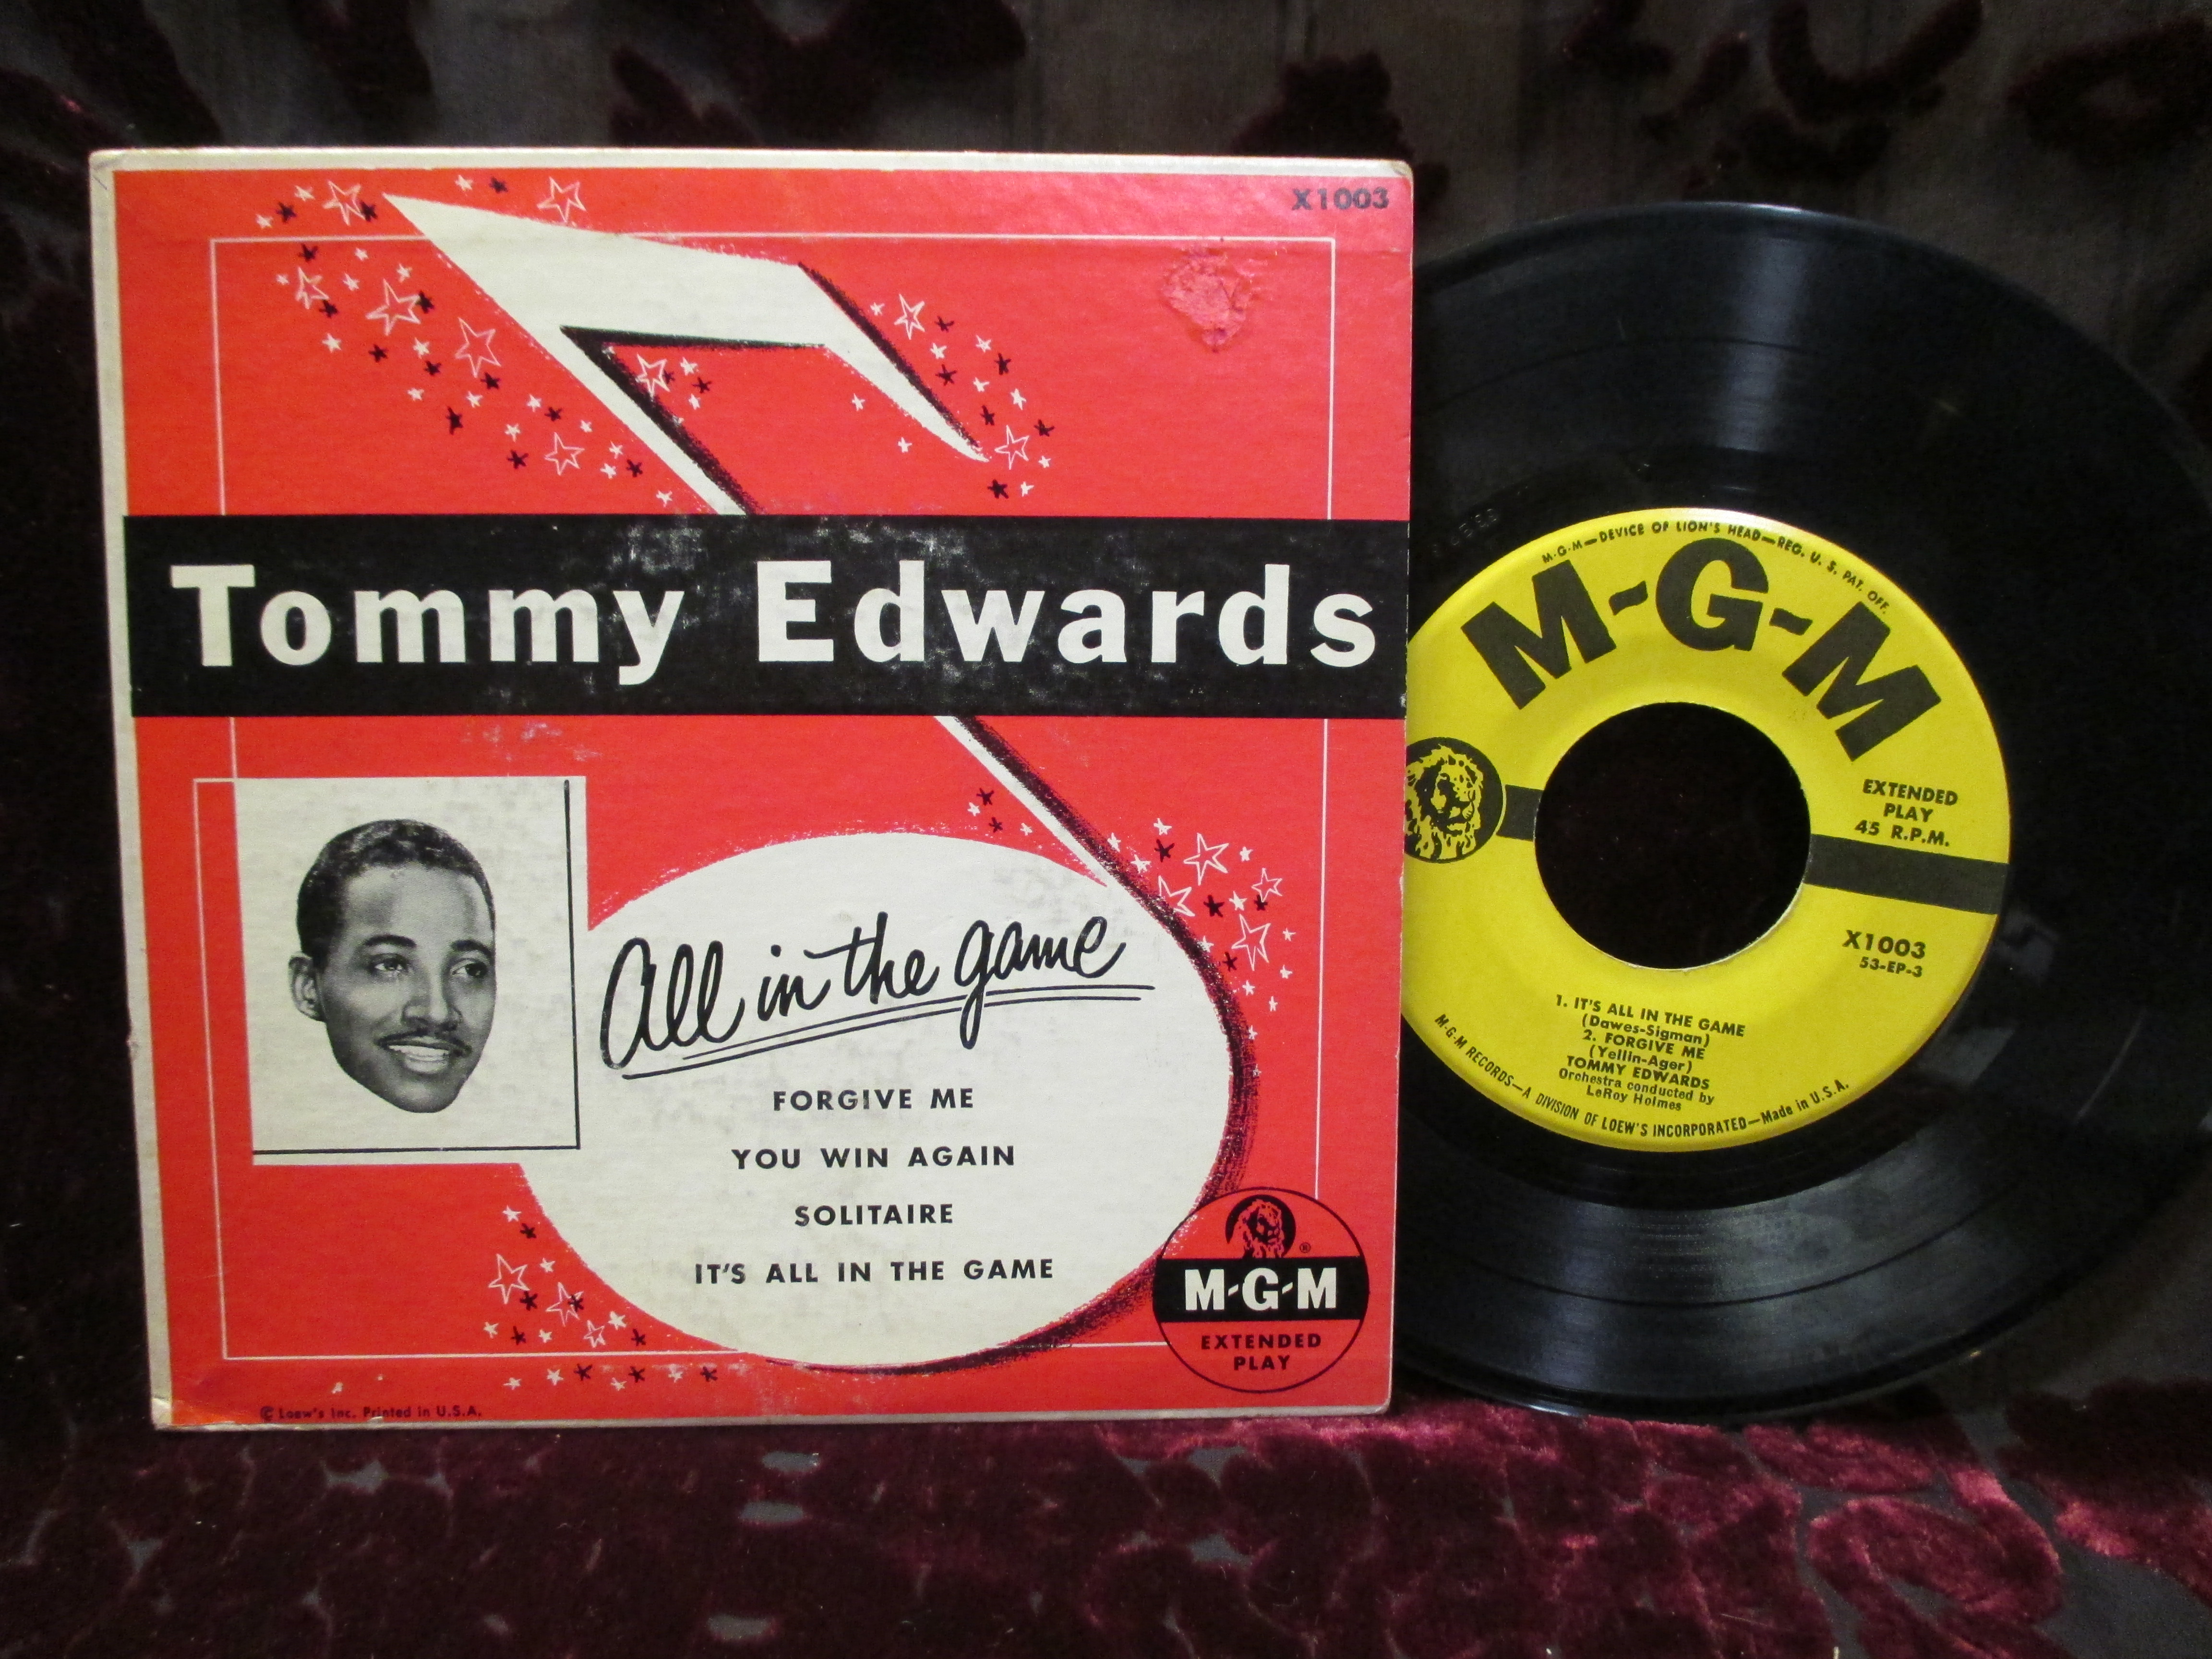 X1003
Tommy Edwards
All in the game
FORGIVE ME
YOU WIN AGAIN
SOLITAIRE
IT'S ALL IN THE GAME
®
M-G-M
EXTENDED
PLAY
© Loew's Inc. Printed in U.S.A.
M-G-M—DEVICE OF LION'S HEAD—REG. U. S. PAT. OFF.
M-G-M
EXTENDED
PLAY
45 R.P.M.
X1003
53-EP-3
1. IT'S ALL IN THE GAME
(Dawes-Sigman)
2. FORGIVE ME
(Yellin-Ager)
TOMMY EDWARDS
Orchestra conducted by
LeRoy Holmes
M-G-M RECORDS—A DIVISION OF LOEW'S INCORPORATED—Made in U.S.A.